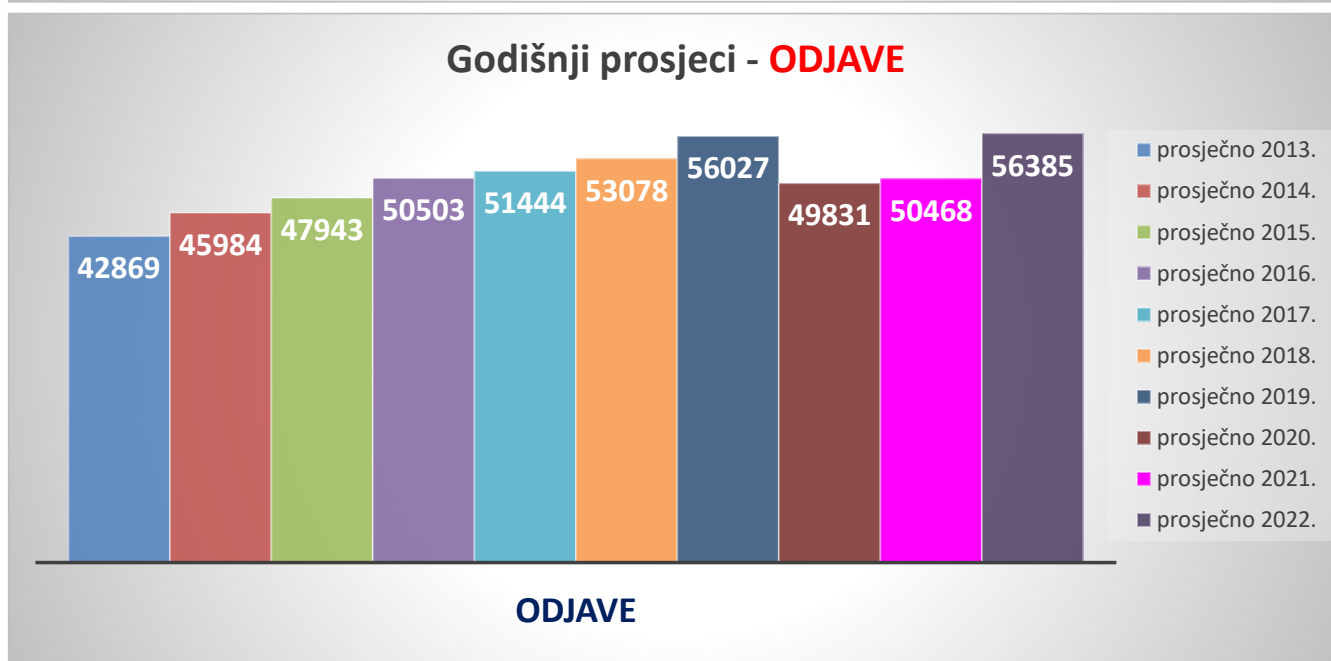 Godišnji prosjeci - ODJAVE
42869
45984
47943
50503
51444
53078
56027
49831
50468
56385
ODJAVE
prosječno 2013.
prosječno 2014.
prosječno 2015.
prosječno 2016.
prosječno 2017.
prosječno 2018.
prosječno 2019.
prosječno 2020.
prosječno 2021.
prosječno 2022.